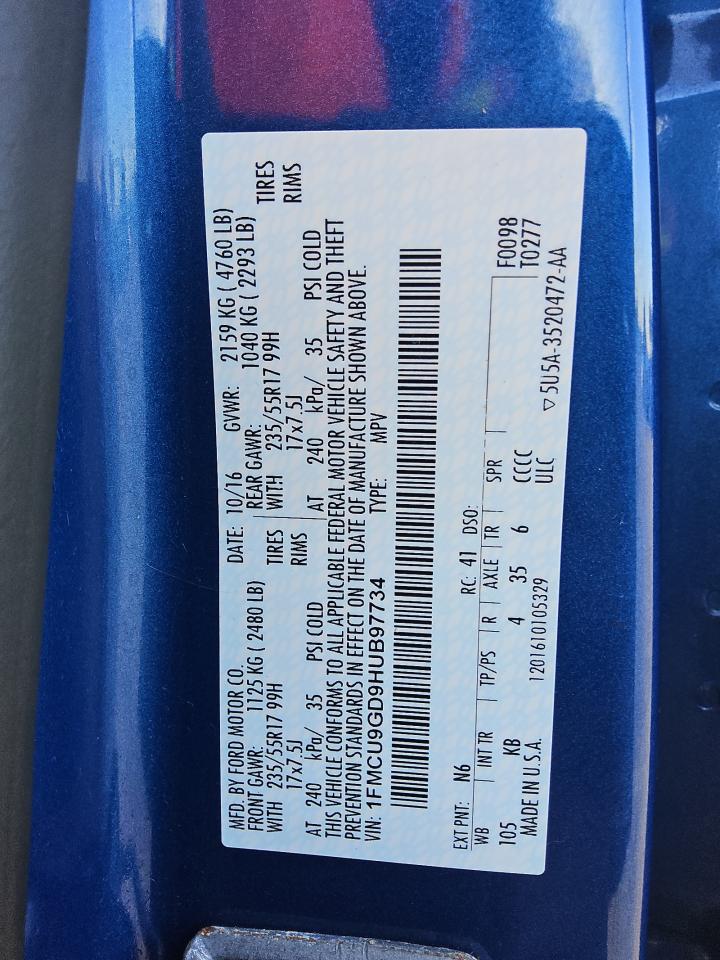 MFD. BY FORD MOTOR CO. DATE: 10/16 GVWR: 2159 KG ( 4760 LB)
FRONT GAWR: 1125 KG ( 2480 LB) REAR GAWR: 1040 KG ( 2293 LB)
WITH 235/55R17 99H TIRES WITH 235/55R17 99H TIRES
17x7.5J RIMS 17x7.5J RIMS
AT 240 kPa/ 35 PSI COLD AT 240 kPa/ 35 PSI COLD
THIS VEHICLE CONFORMS TO ALL APPLICABLE FEDERAL MOTOR VEHICLE SAFETY AND THEFT
PREVENTION STANDARDS IN EFFECT ON THE DATE OF MANUFACTURE SHOWN ABOVE.
VIN: 1FMCU9GD9HUB97734 TYPE: MPV
EXT PNT: N6 RC: 41 DSO:
WB INT TR TP/PS R AXLE TR SPR F0098
105 KB 4 35 6 CCCC T0277
MADE IN U.S.A. 1201610105329 ULC ▽5U5A-3520472-AA